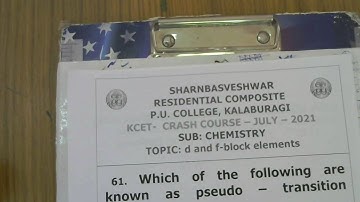 SHARNBASVESHWAR
RESIDENTIAL COMPOSITE
P.U. COLLEGE, KALABURAGI
KCET- CRASH COURSE – JULY – 2021
SUB: CHEMISTRY
TOPIC: d and f-block elements
61. Which of the following are
known as pseudo – transition